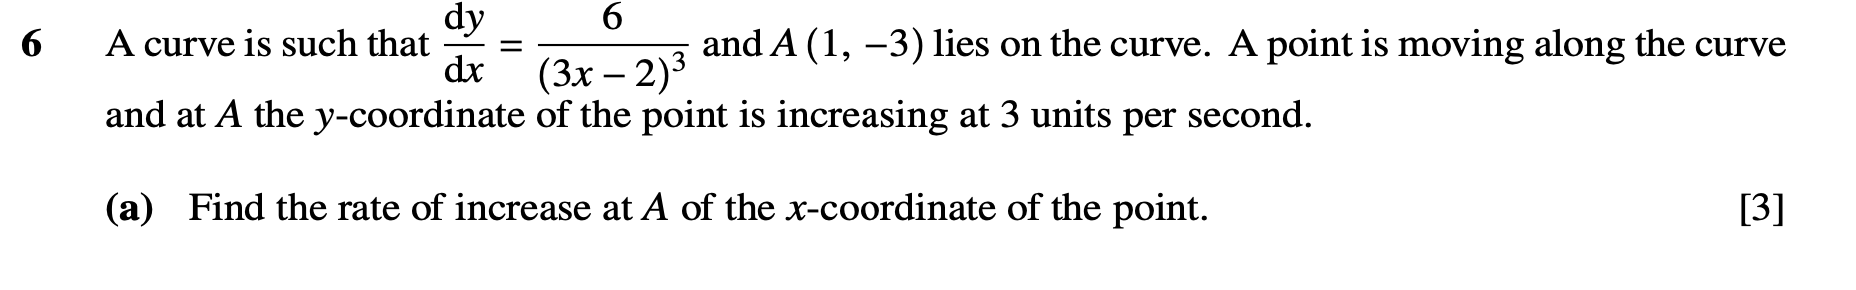 6 A curve is such that dy/dx = 6/(3x – 2)³ and A (1, –3) lies on the curve. A point is moving along the curve
and at A the y-coordinate of the point is increasing at 3 units per second.
(a) Find the rate of increase at A of the x-coordinate of the point. [3]